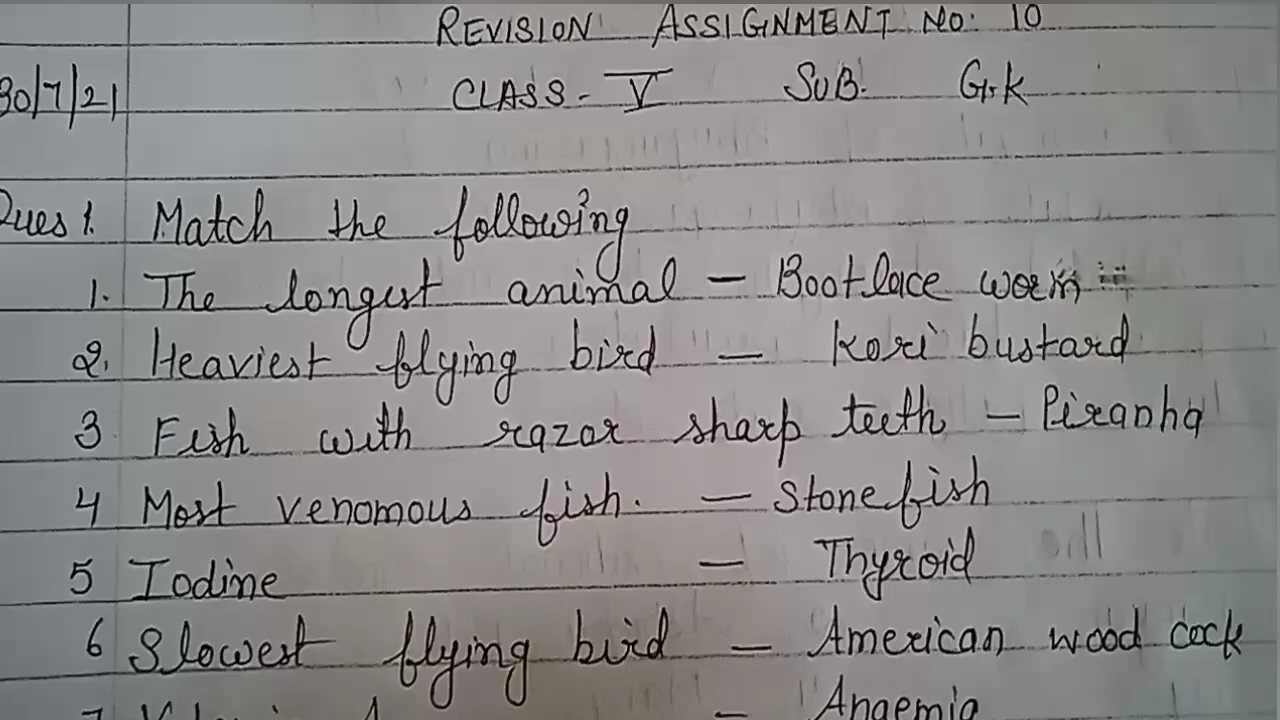 REVISION ASSIGNMENT No: 10
30/7/21 CLASS - V SUB. G.K
Ques 1. Match the following
1. The longest animal - Bootlace worm
2. Heaviest flying bird - Kori bustard
3 Fish with razor sharp teeth - Piranha
4 Most venomous fish. - Stonefish
5 Iodine - Thyroid
6 Slowest flying bird - American wood cock
7 - Anaemia